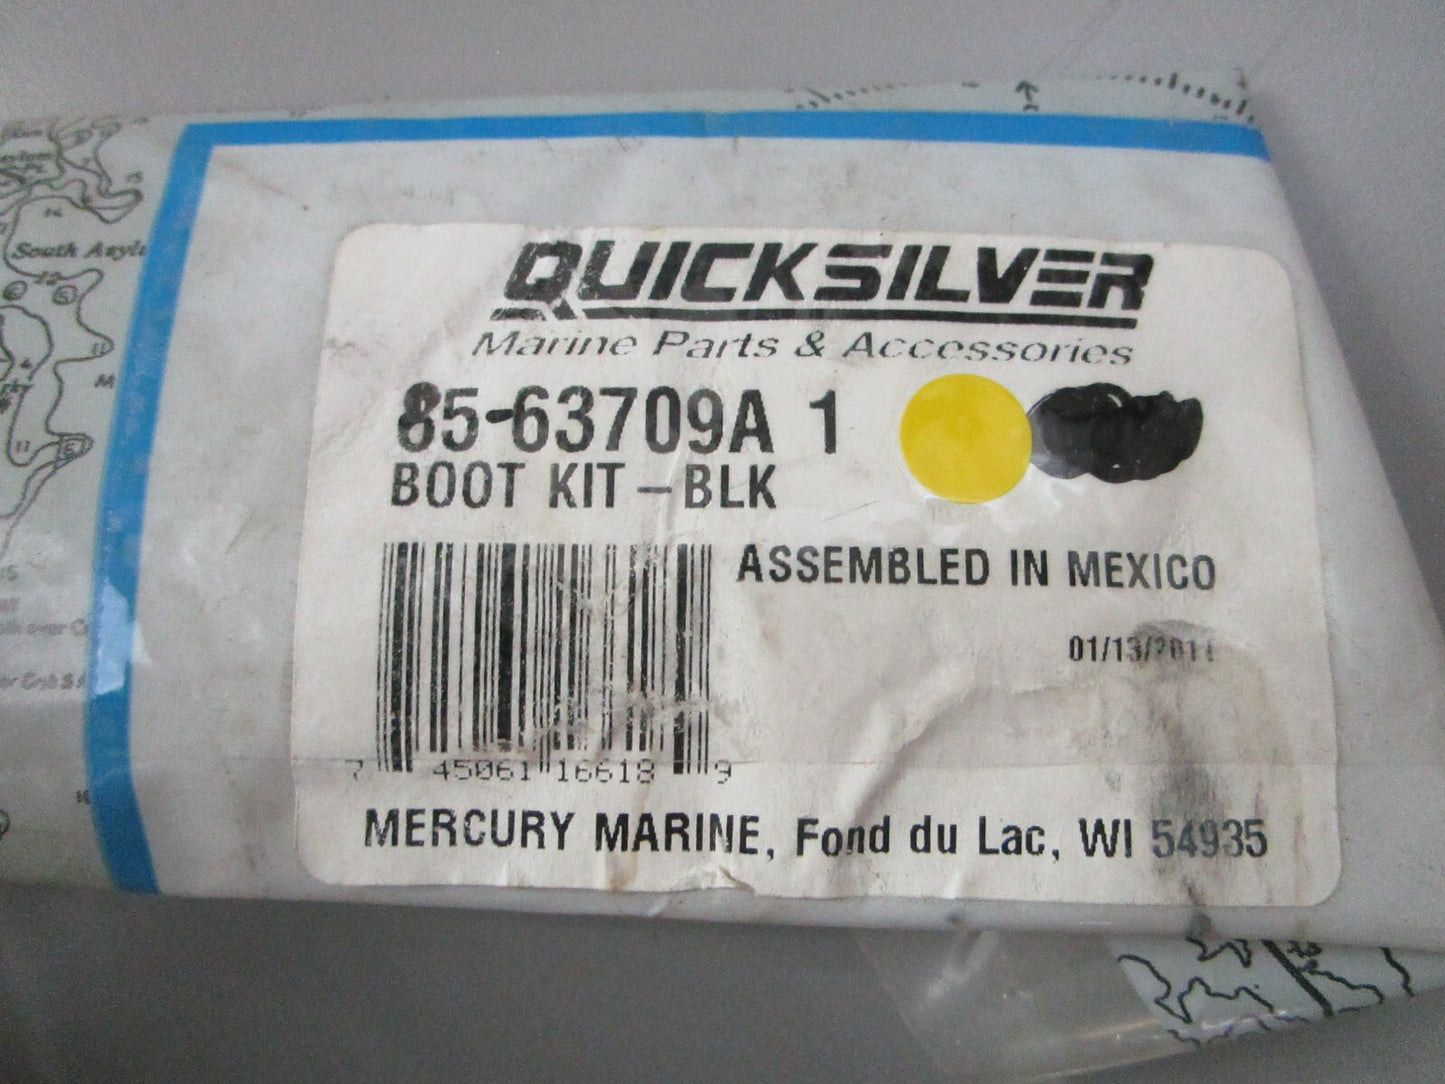 QUICKSILVER
Marine Parts & Accessories
85-63709A 1
BOOT KIT – BLK
ASSEMBLED IN MEXICO
01/13/2011
7 45061 16618 9
MERCURY MARINE, Fond du Lac, WI 54935
South